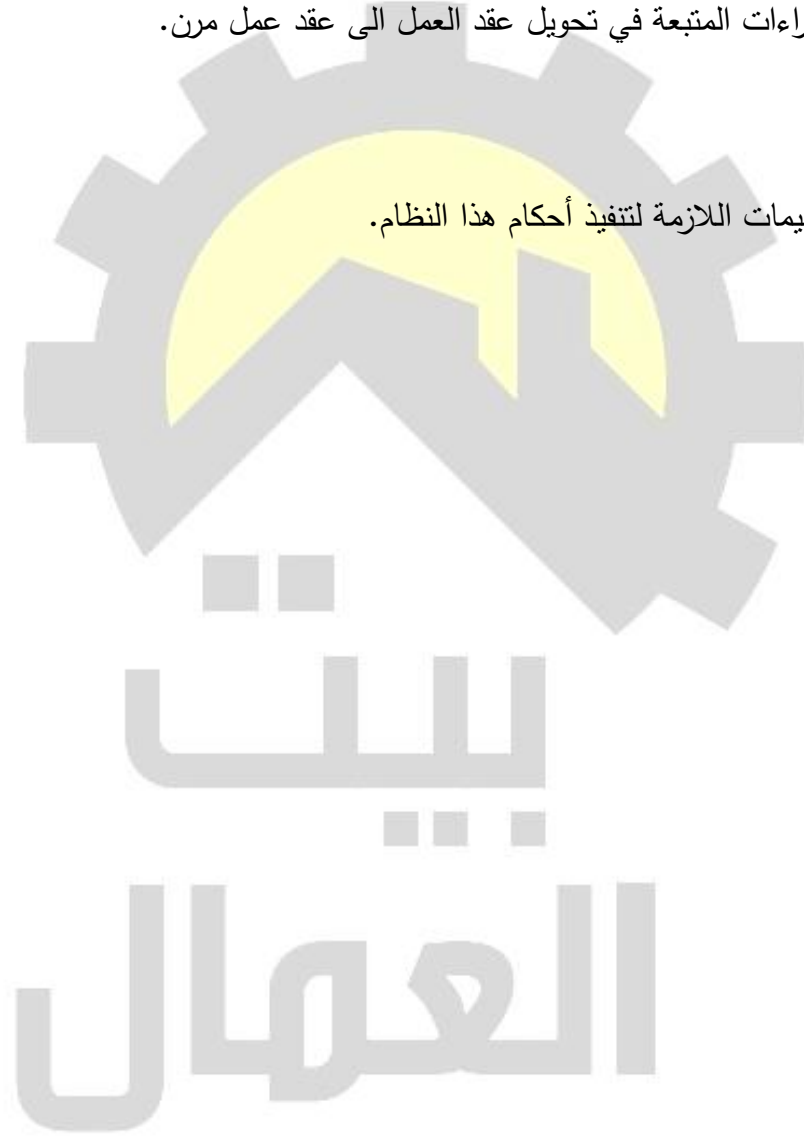 راءات المتبعة في تحويل عقد العمل الى عقد عمل مرن.
يمات اللازمة لتنفيذ أحكام هذا النظام.
بيت
العمال